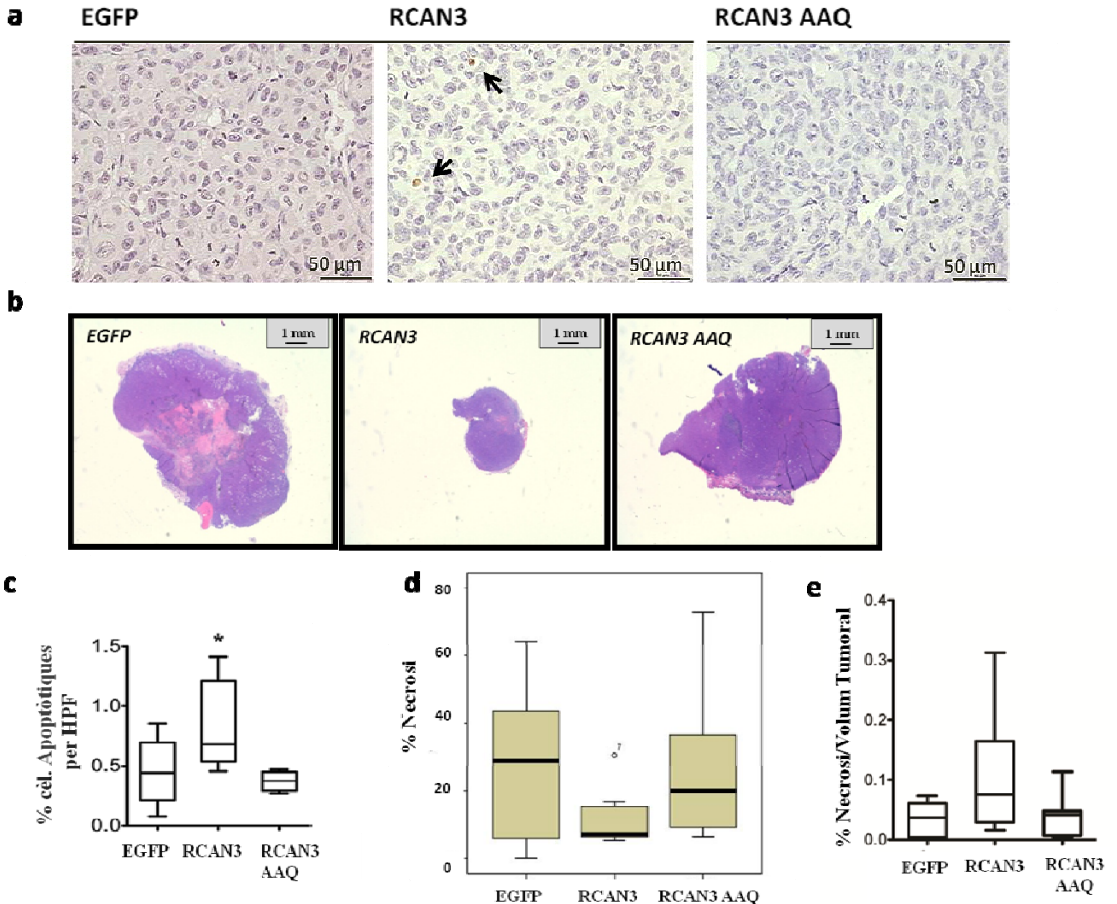 a
EGFP
RCAN3
RCAN3 AAQ
50 µm
50 µm
50 µm
b
EGFP
1 mm
RCAN3
1 mm
RCAN3 AAQ
1 mm
c
% cèl. Apoptòtiques
per HPF
1.5
1.0
0.5
0.0
*
EGFP
RCAN3
RCAN3
AAQ
d
% Necrosi
80
60
40
20
0
7
EGFP
RCAN3
RCAN3 AAQ
e
% Necrosi/Volum Tumoral
0.4
0.3
0.2
0.1
0.0
EGFP
RCAN3
RCAN3
AAQ